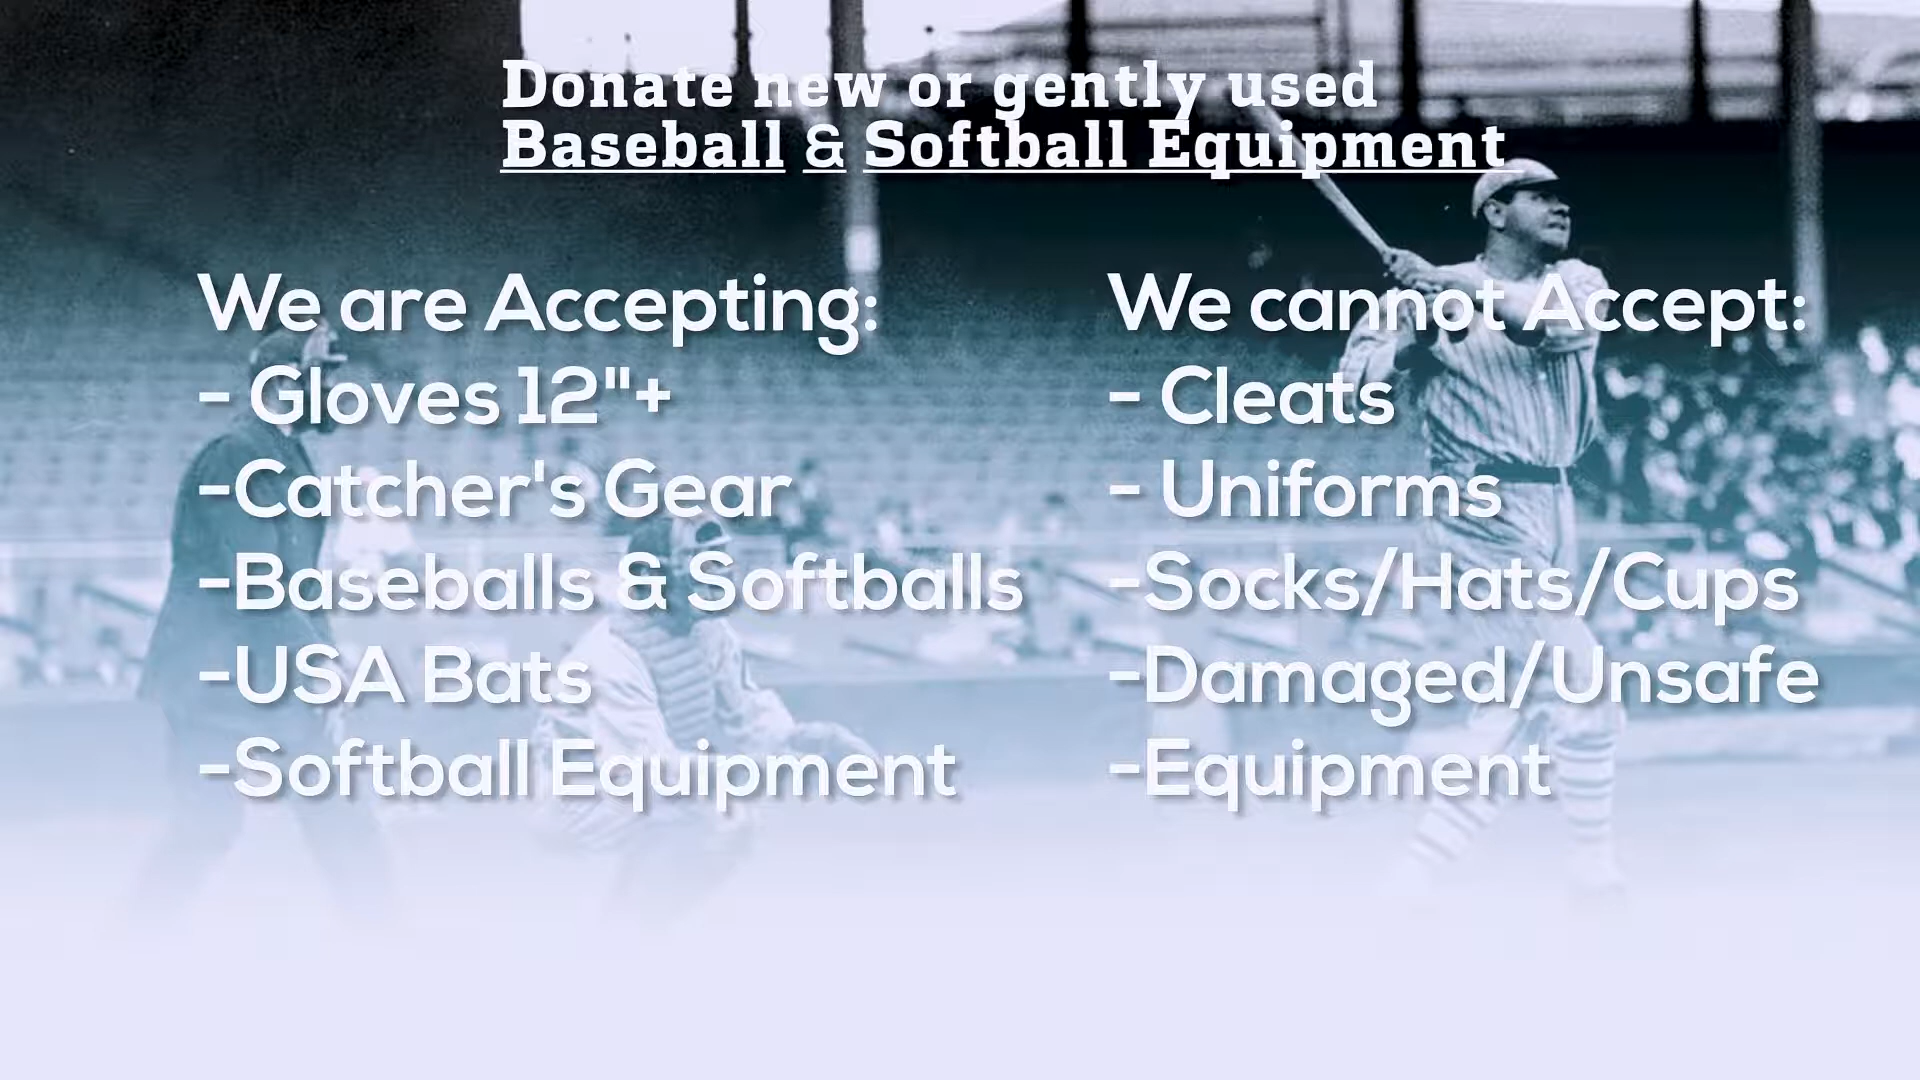 Donate new or gently used
Baseball & Softball Equipment
We are Accepting:
- Gloves 12"+
-Catcher's Gear
-Baseballs & Softballs
-USA Bats
-Softball Equipment
We cannot Accept:
- Cleats
- Uniforms
-Socks/Hats/Cups
-Damaged/Unsafe
-Equipment